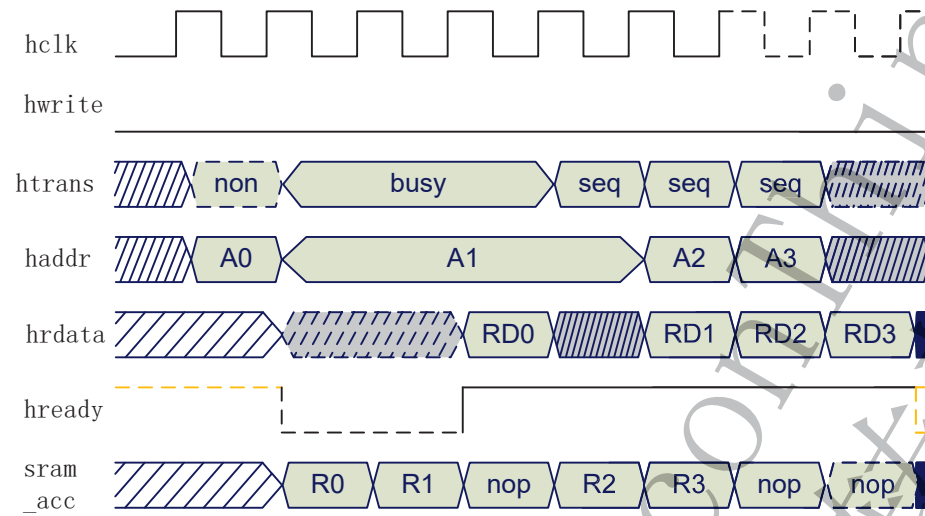 hclk
hwrite
htrans non busy seq seq seq
haddr A0 A1 A2 A3
hrdata RD0 RD1 RD2 RD3
hready
sram R0 R1 nop R2 R3 nop nop
_acc